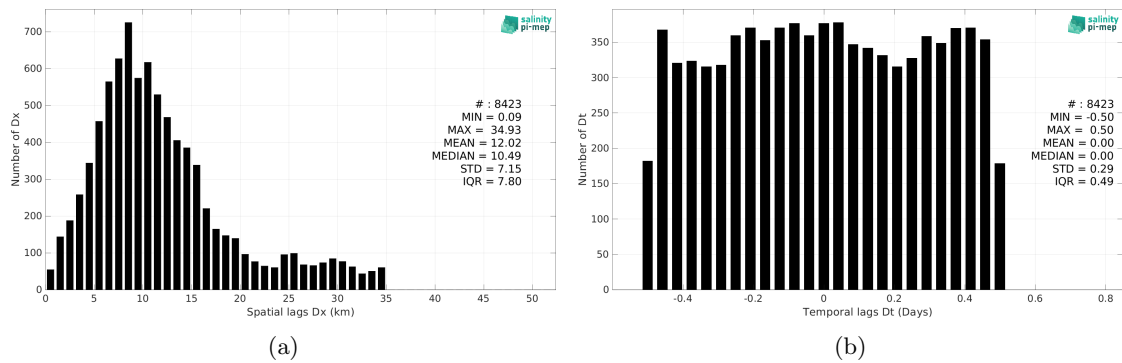 700
600
500
400
300
200
100
0
Number of Dx
0 5 10 15 20 25 30 35 40 45 50
Spatial lags Dx (km)
salinity
pi-mep
# : 8423
MIN = 0.09
MAX = 34.93
MEAN = 12.02
MEDIAN = 10.49
STD = 7.15
IQR = 7.80
(a)
350
300
250
200
150
100
50
0
Number of Dt
-0.4 -0.2 0 0.2 0.4 0.6 0.8
Temporal lags Dt (Days)
salinity
pi-mep
# : 8423
MIN = -0.50
MAX = 0.50
MEAN = 0.00
MEDIAN = 0.00
STD = 0.29
IQR = 0.49
(b)